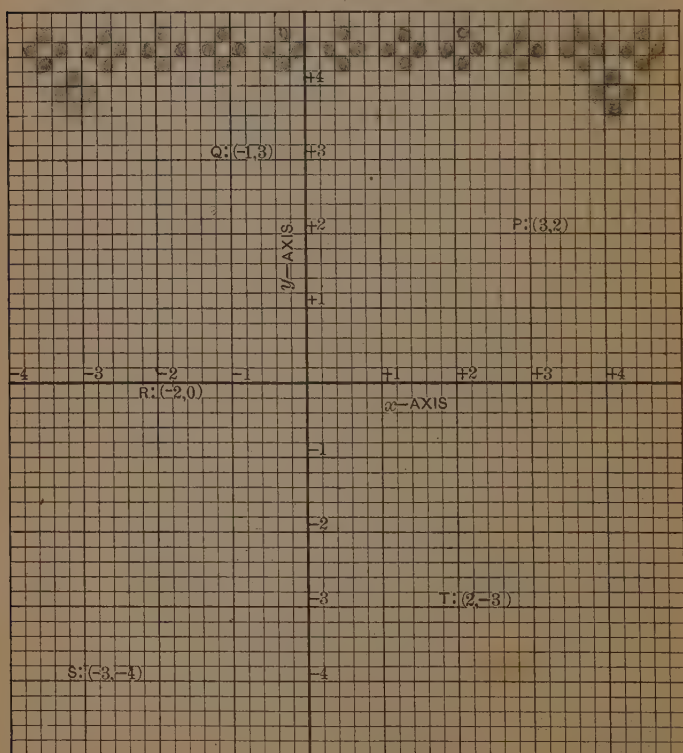 +4
Q: (-1,3)
+3
P: (3,2)
+2
y-AXIS
+1
-4 -3 -2 -1 +1 +2 +3 +4
R: (-2,0)
x-AXIS
-1
-2
T: (2,-3)
-3
S: (-3,-4)
-4